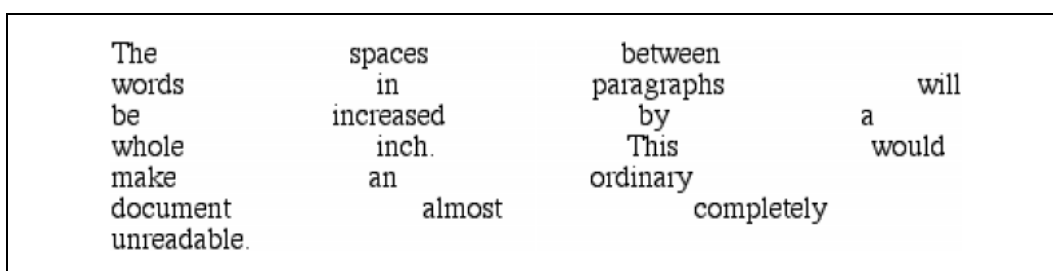 The spaces between
words in paragraphs will
be increased by a
whole inch. This would
make an ordinary
document almost completely
unreadable.